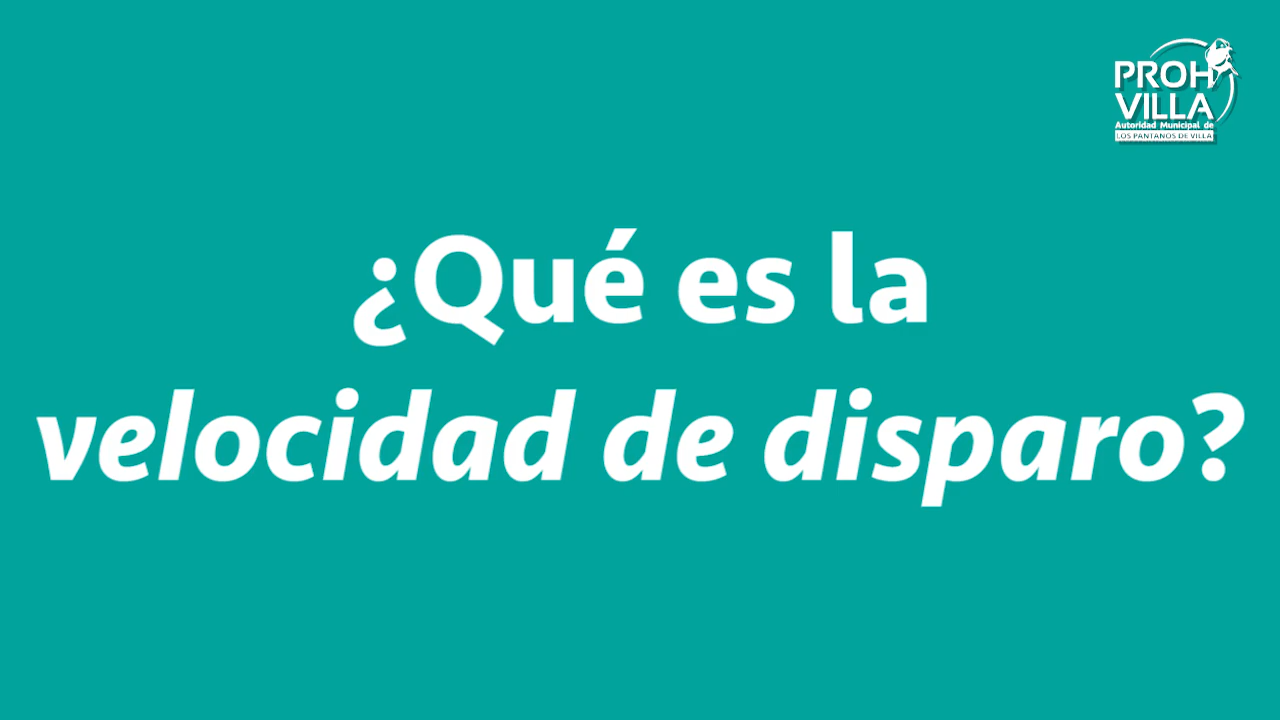 PROH
VILLA
Autoridad Municipal de
LOS PANTANOS DE VILLA
¿Qué es la
velocidad de disparo?